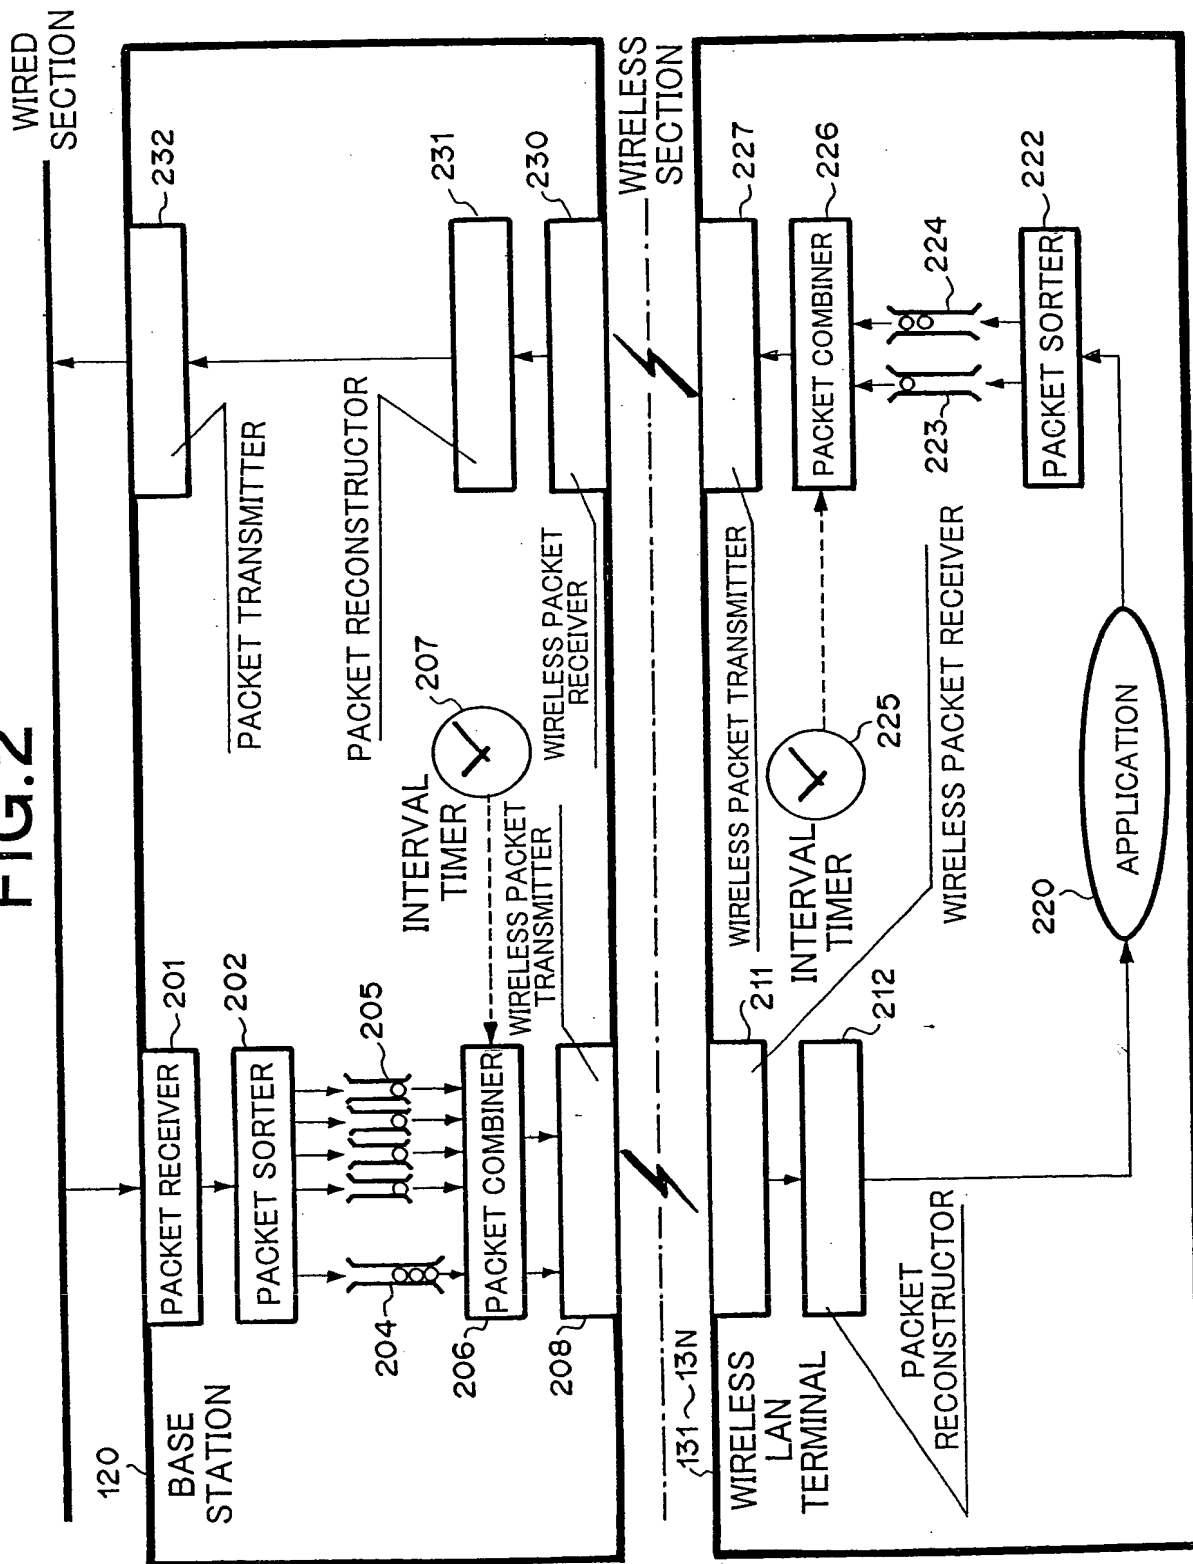 FIG.2
WIRED
SECTION
120
BASE
STATION
PACKET RECEIVER
201
PACKET SORTER
202
204
205
PACKET COMBINER
206
208
INTERVAL
TIMER
207
WIRELESS PACKET
TRANSMITTER
232
PACKET TRANSMITTER
231
PACKET RECONSTRUCTOR
230
WIRELESS PACKET
RECEIVER
WIRELESS
SECTION
131~13N
WIRELESS
LAN
TERMINAL
211
212
PACKET
RECONSTRUCTOR
WIRELESS PACKET RECEIVER
WIRELESS PACKET TRANSMITTER
INTERVAL
TIMER
225
227
PACKET COMBINER
226
223
224
PACKET SORTER
222
220
APPLICATION